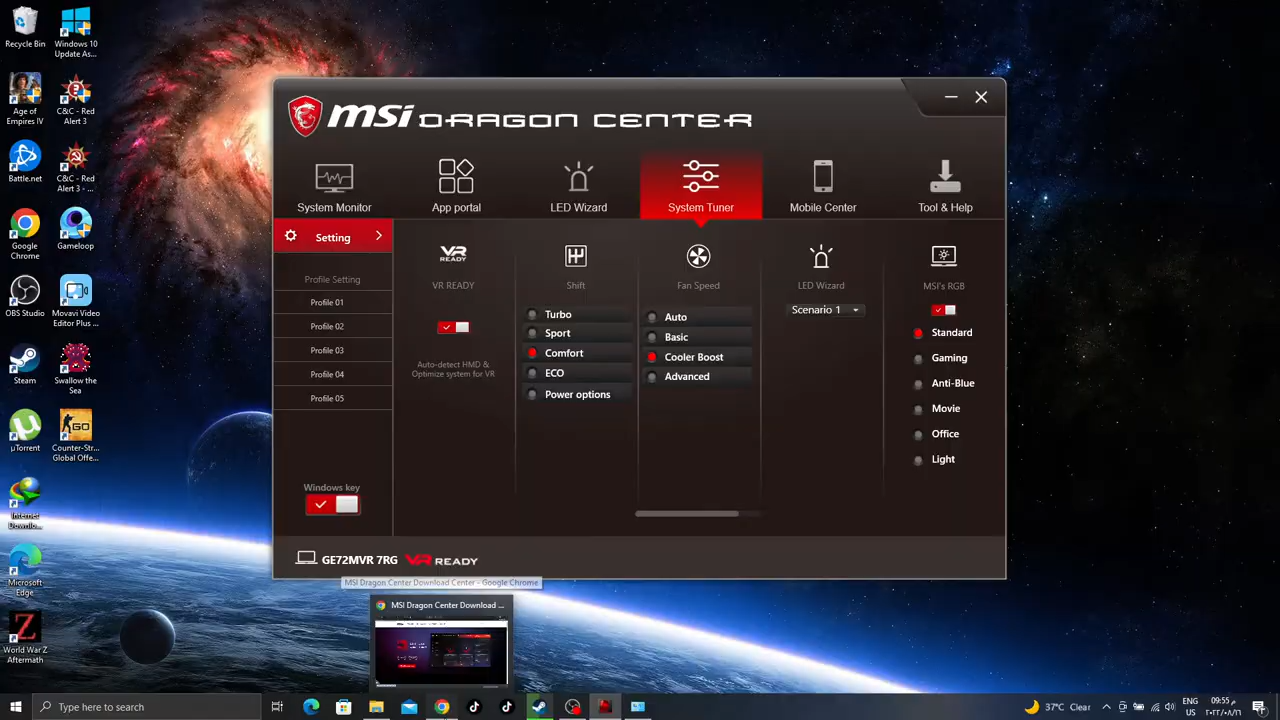 Recycle Bin
Windows 10
Update As...
Age of
Empires IV
C&C - Red
Alert 3
Battle.net
C&C - Red
Alert 3 -...
Google
Chrome
Gameloop
OBS Studio
Movavi Video
Editor Plus ...
Steam
Swallow the
Sea
µTorrent
Counter-Str...
Global Offe...
Internet
Downlo...
Microsoft
Edge
World War Z
Aftermath
msi DRAGON CENTER
System Monitor
App portal
LED Wizard
System Tuner
Mobile Center
Tool & Help
Setting
Profile Setting
Profile 01
Profile 02
Profile 03
Profile 04
Profile 05
Windows key
VR
READY
VR READY
Auto-detect HMD &
Optimize system for VR
Shift
Turbo
Sport
Comfort
ECO
Power options
Fan Speed
Auto
Basic
Cooler Boost
Advanced
LED Wizard
Scenario 1
MSI's RGB
Standard
Gaming
Anti-Blue
Movie
Office
Light
GE72MVR 7RG VR READY
MSI Dragon Center Download Center - Google Chrome
MSI Dragon Center Download ...
Type here to search
37°C Clear
ENG
US
09:55 م